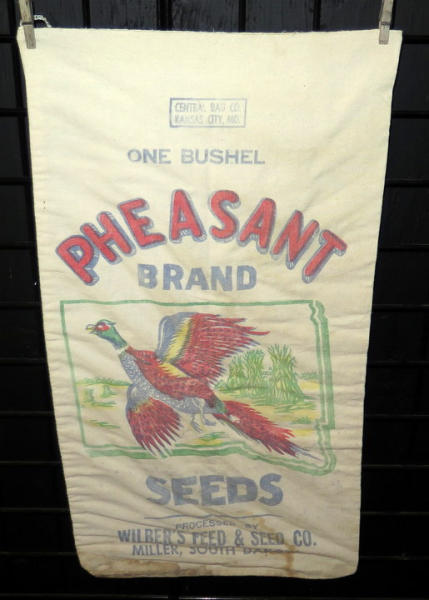 CENTRAL BAG CO.
KANSAS CITY, MO.
ONE BUSHEL
PHEASANT
BRAND
SEEDS
PROCESSED BY
WILBER'S FEED & SEED CO.
MILLER, SOUTH DAK